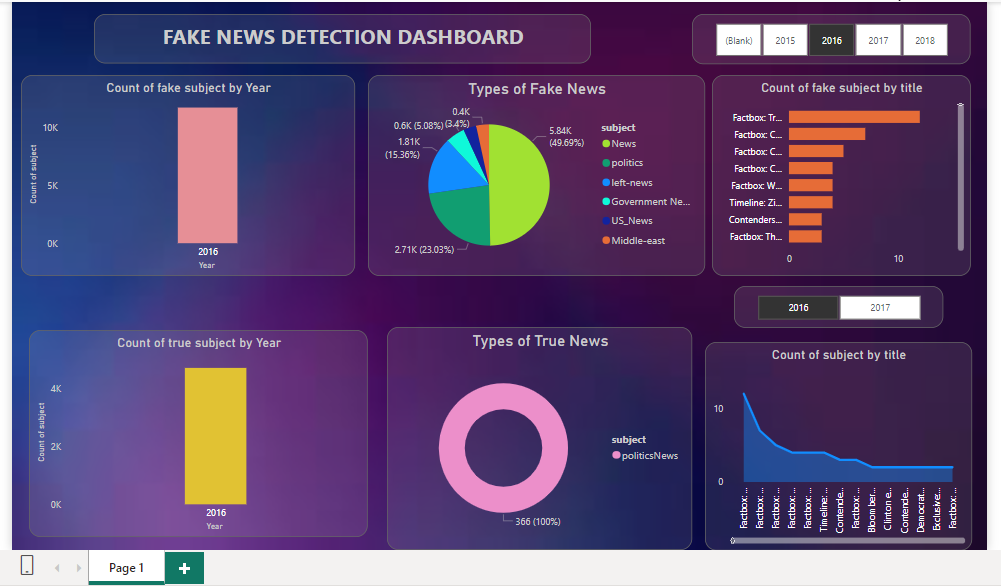 FAKE NEWS DETECTION DASHBOARD
(Blank) 2015 2016 2017 2018
Count of fake subject by Year
10K
5K
0K
Count of subject
2016
Year
Types of Fake News
0.4K
(3.4%)
0.6K (5.08%)
1.81K
(15.36%)
2.71K (23.03%)
5.84K
(49.69%)
subject
News
politics
left-news
Government Ne...
US_News
Middle-east
Count of fake subject by title
Factbox: Tr...
Factbox: C...
Factbox: C...
Factbox: C...
Factbox: W...
Timeline: Zi...
Contenders...
Factbox: Th...
0 10
2016 2017
Count of true subject by Year
4K
2K
0K
Count of subject
2016
Year
Types of True News
366 (100%)
subject
politicsNews
Count of subject by title
10
0
Factbox: ...
Factbox: ...
Factbox: ...
Factbox: ...
Factbox: ...
Timeline: ...
Contende...
Factbox: ...
Bloomber...
Clinton e...
Contende...
Democrat...
Exclusive...
Factbox: ...
Page 1